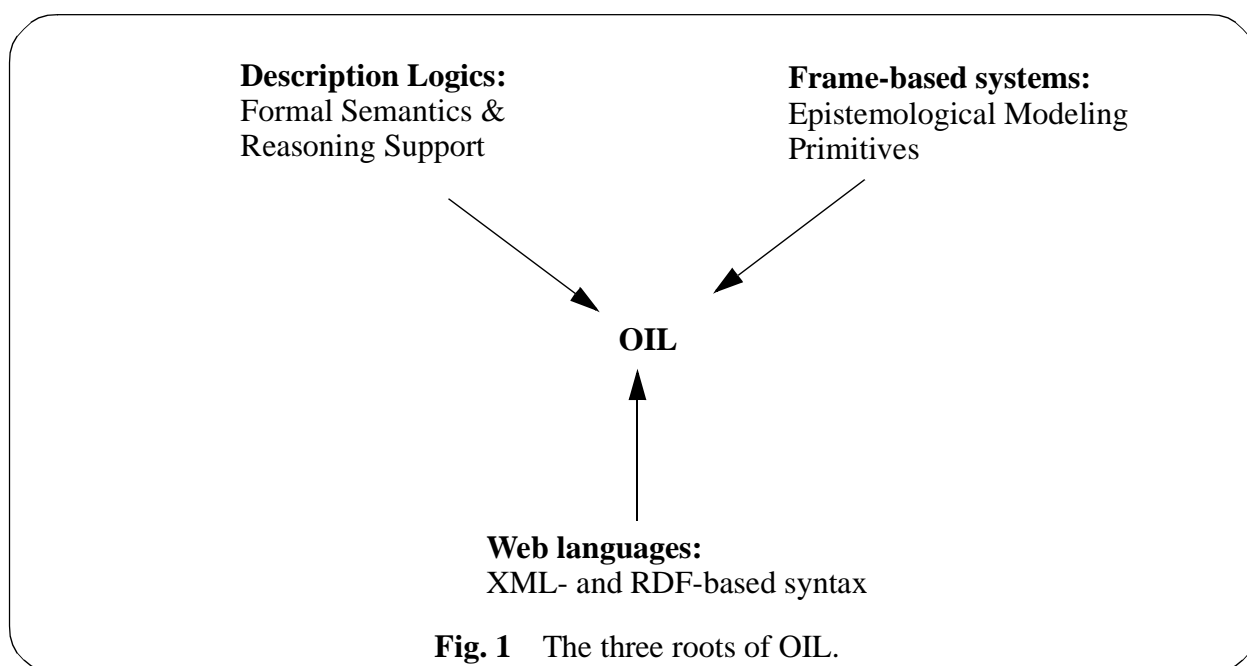 Description Logics:
Formal Semantics &
Reasoning Support
Frame-based systems:
Epistemological Modeling
Primitives
OIL
Web languages:
XML- and RDF-based syntax
Fig. 1 The three roots of OIL.